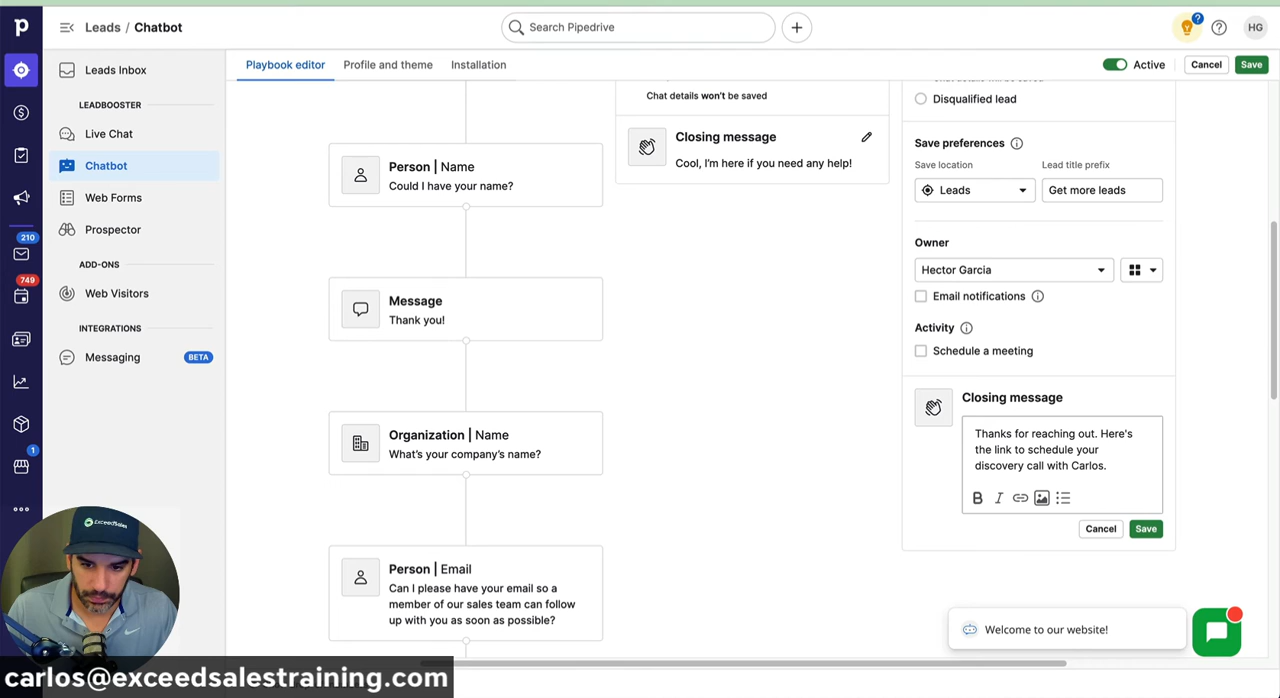 p
Leads / Chatbot
Search Pipedrive
?
HG
210
749
1
Leads Inbox
LEADBOOSTER
Live Chat
Chatbot
Web Forms
Prospector
ADD-ONS
Web Visitors
INTEGRATIONS
Messaging
BETA
Playbook editor
Profile and theme
Installation
Active
Cancel
Save
Person | Name
Could I have your name?
Message
Thank you!
Organization | Name
What's your company's name?
Person | Email
Can I please have your email so a
member of our sales team can follow
up with you as soon as possible?
Chat details won't be saved
Closing message
Cool, I'm here if you need any help!
Chat details will be saved
Disqualified lead
Save preferences
Save location
Lead title prefix
Leads
Get more leads
Owner
Hector Garcia
Email notifications
Activity
Schedule a meeting
Closing message
Thanks for reaching out. Here's
the link to schedule your
discovery call with Carlos.
B I
Cancel
Save
Welcome to our website!
ExceedSales
carlos@exceedsalestraining.com